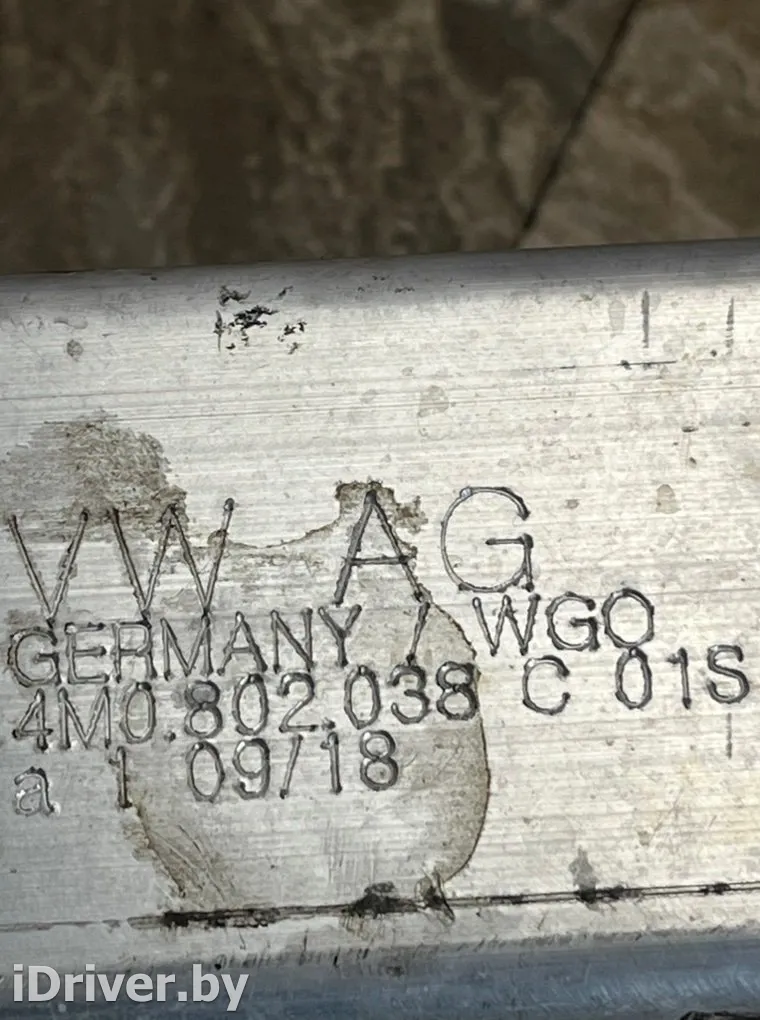 VW AG
GERMANY / WGO
4M0.802.038 C 01S
a 1 09/18
iDriver.by